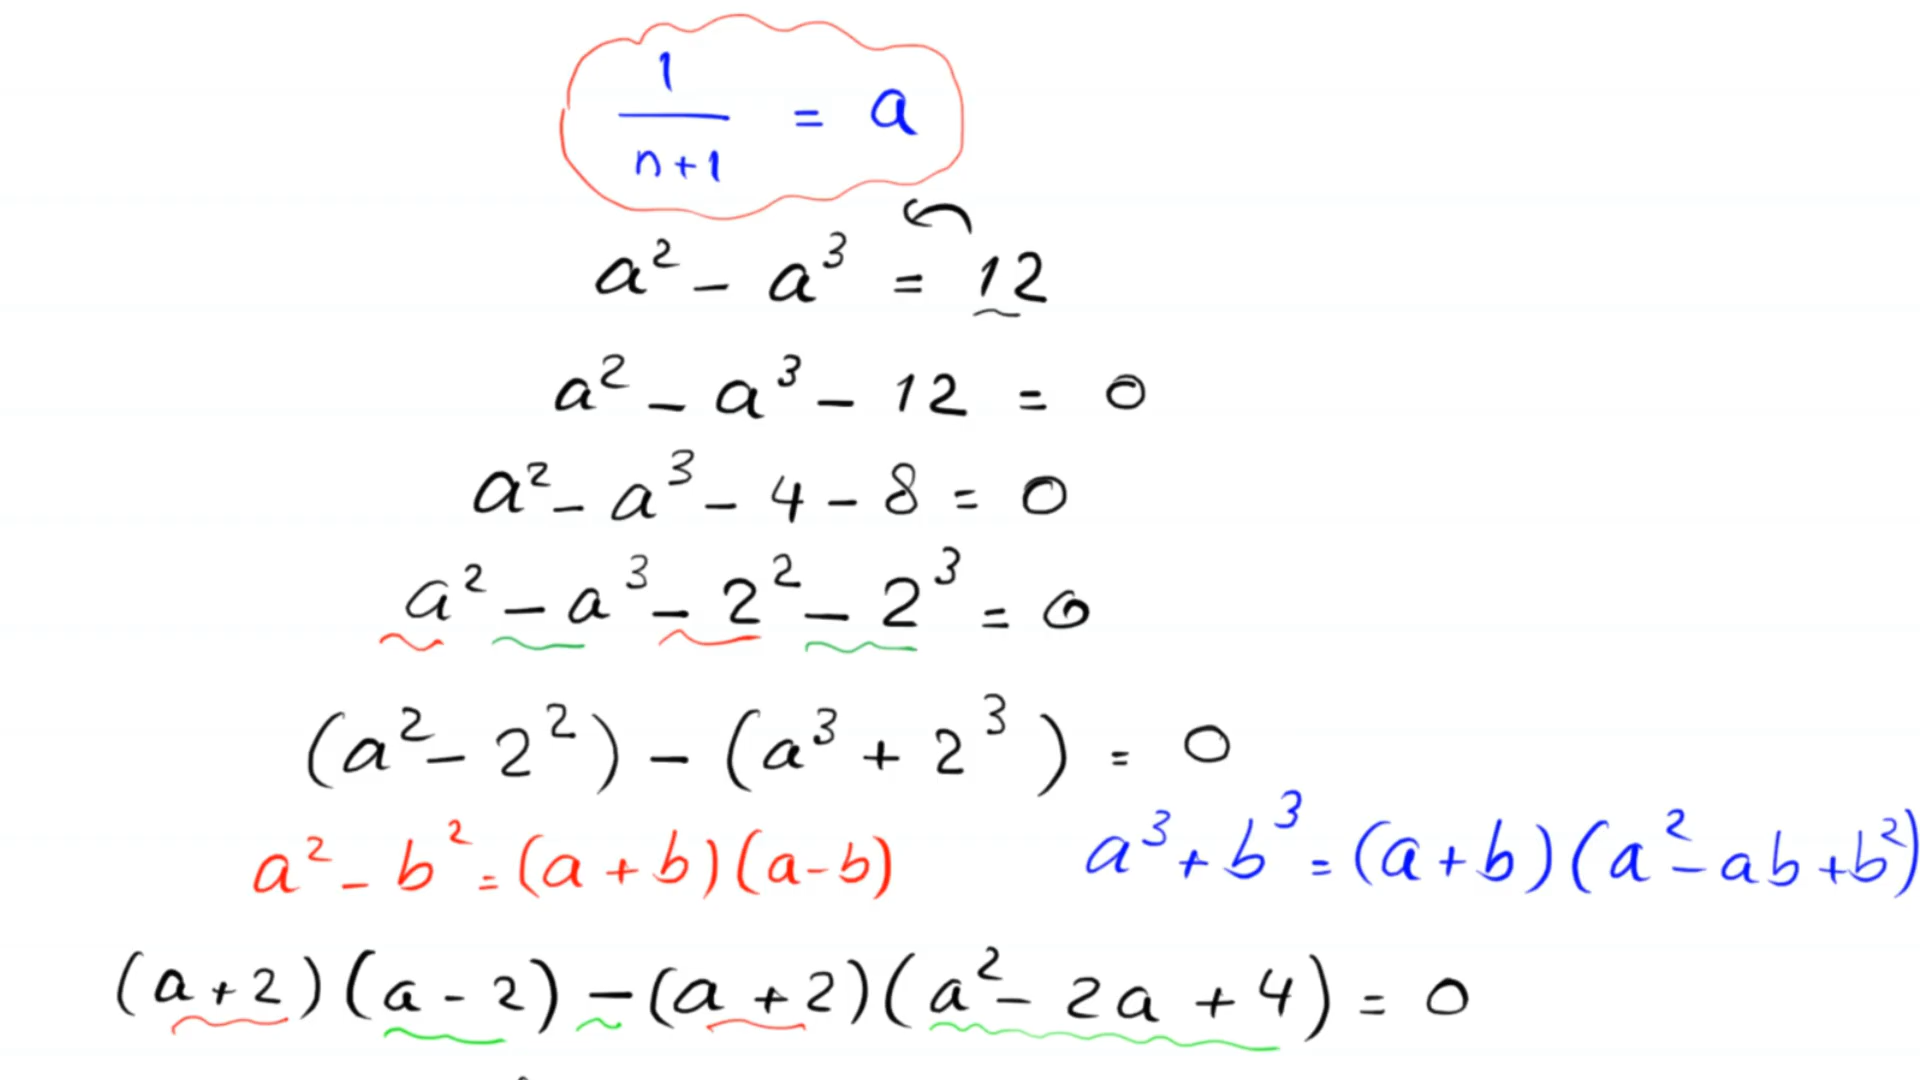 1/(n+1) = a
a² - a³ = 12
a² - a³ - 12 = 0
a² - a³ - 4 - 8 = 0
a² - a³ - 2² - 2³ = 0
(a² - 2²) - (a³ + 2³) = 0
a² - b² = (a + b)(a - b) a³ + b³ = (a + b)(a² - ab + b²)
(a + 2)(a - 2) - (a + 2)(a² - 2a + 4) = 0